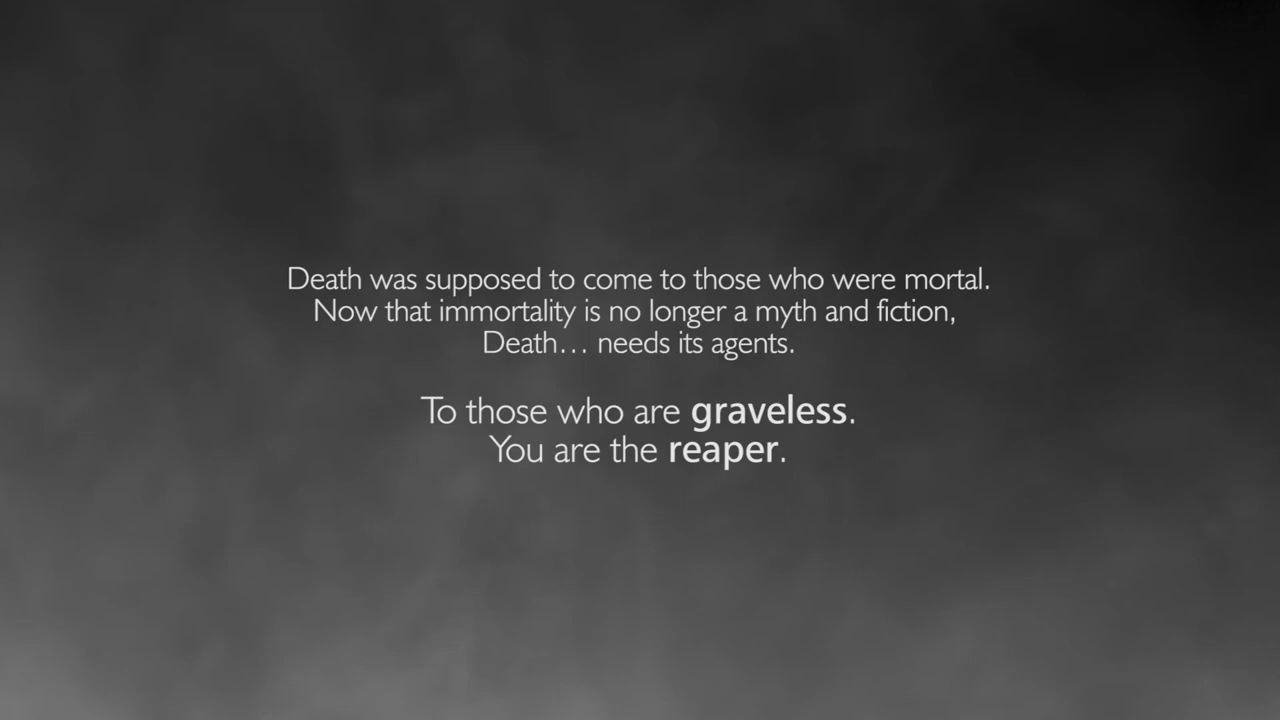 Death was supposed to come to those who were mortal.
Now that immortality is no longer a myth and fiction,
Death… needs its agents.
To those who are graveless.
You are the reaper.